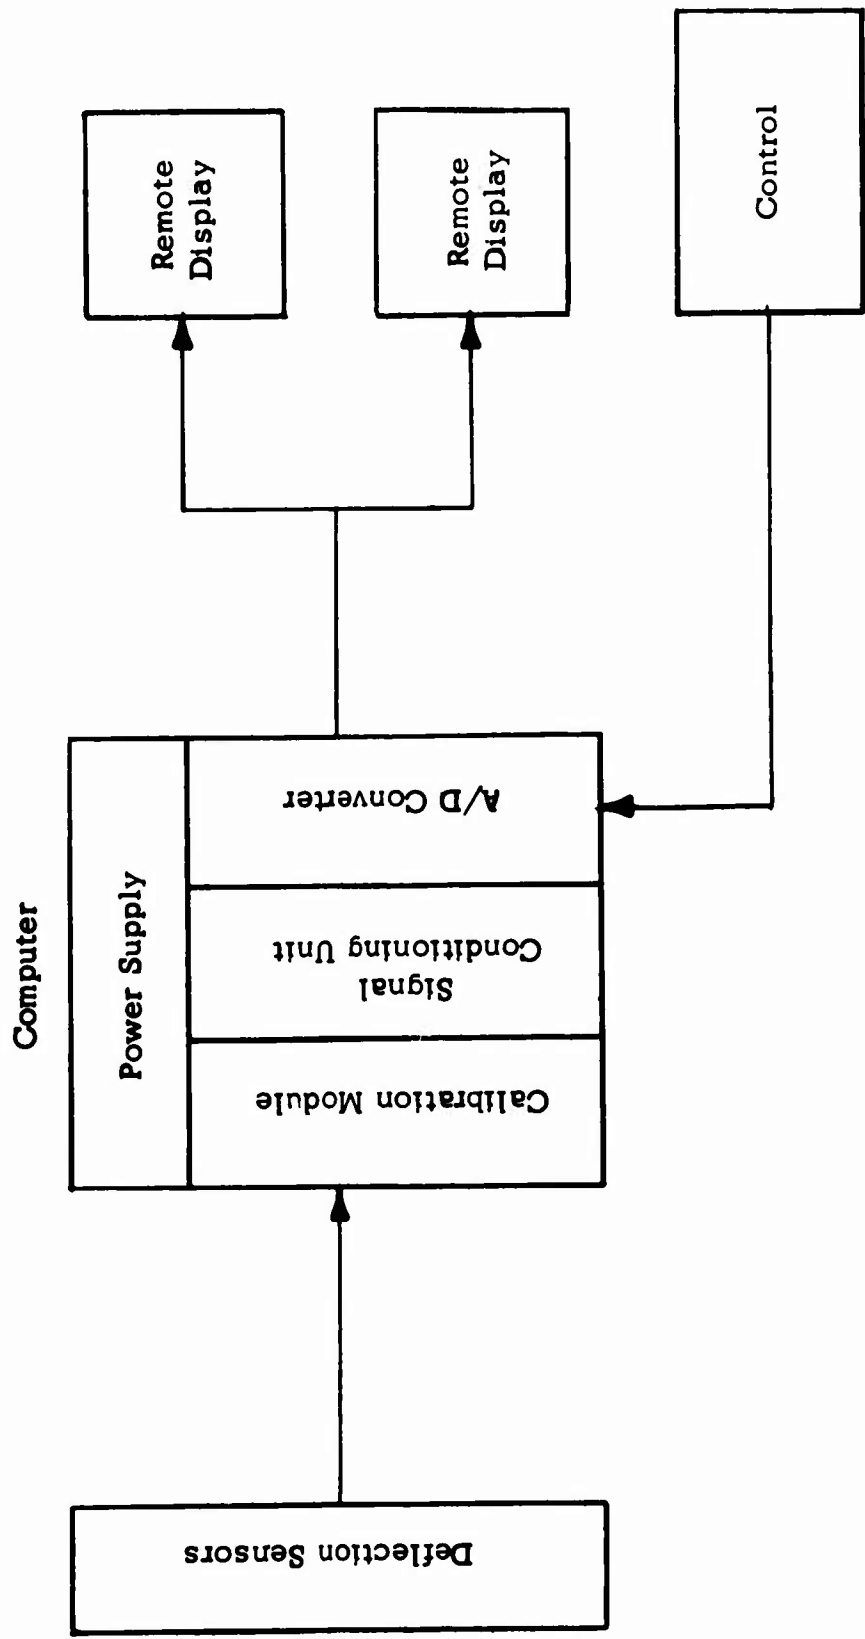 Computer
Power Supply
Deflection Sensors
Calibration Module
Signal
Conditioning Unit
A/D Converter
Remote
Display
Remote
Display
Control